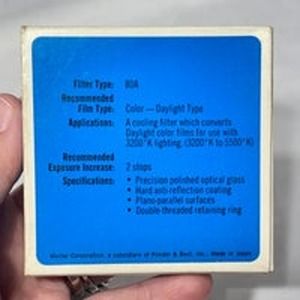 Filter Type: 80A
Recommended
Film Type: Color — Daylight Type
Applications: A cooling filter which converts
Daylight color films for use with
3200°K lighting. (3200°K to 5500°K)
Recommended
Exposure Increase: 2 stops
Specifications: • Precision polished optical glass
• Hard anti-reflection coating
• Plano-parallel surfaces
• Double-threaded retaining ring
Vivitar Corporation, a subsidiary of Ponder & Best, Inc., Made in Japan